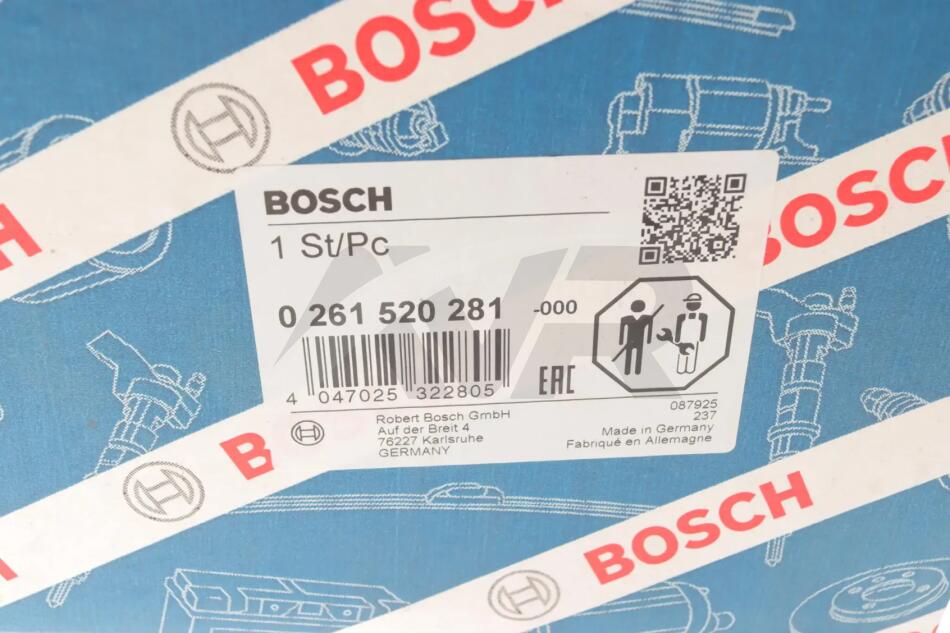 BOSCH
BOSCH
BOSCH
1 St/Pc
0 261 520 281 -000
4 047025 322805
EAC
Robert Bosch GmbH
Auf der Breit 4
76227 Karlsruhe
GERMANY
087925
237
Made in Germany
Fabriqué en Allemagne
B
BOSCH